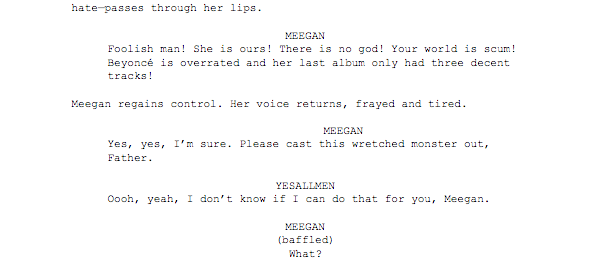 hate—passes through her lips.
MEEGAN
Foolish man! She is ours! There is no god! Your world is scum!
Beyoncé is overrated and her last album only had three decent
tracks!
Meegan regains control. Her voice returns, frayed and tired.
MEEGAN
Yes, yes, I’m sure. Please cast this wretched monster out,
Father.
YESALLMEN
Oooh, yeah, I don’t know if I can do that for you, Meegan.
MEEGAN
(baffled)
What?